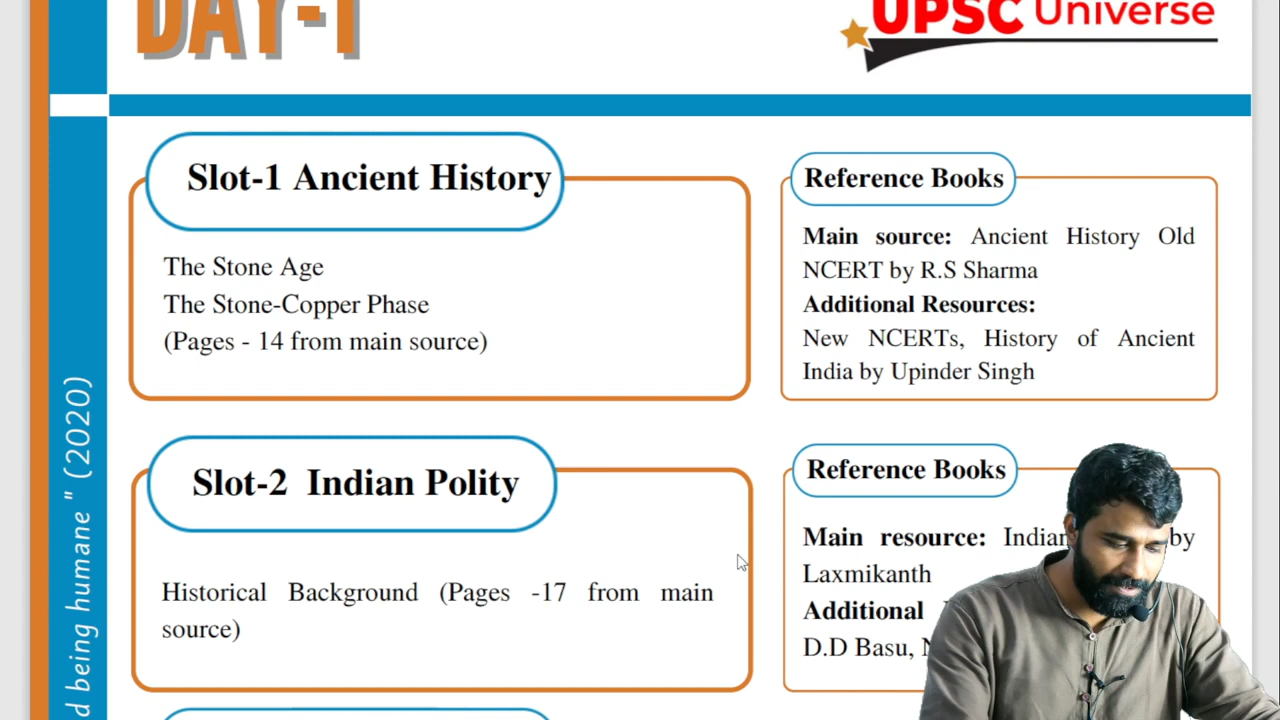 DAY-1
UPSC Universe
Slot-1 Ancient History
The Stone Age
The Stone-Copper Phase
(Pages - 14 from main source)
Reference Books
Main source: Ancient History Old
NCERT by R.S Sharma
Additional Resources:
New NCERTs, History of Ancient
India by Upinder Singh
Slot-2 Indian Polity
Historical Background (Pages -17 from main
source)
Reference Books
Main resource: Indian by
Laxmikanth
Additional
D.D Basu,
being humane " (2020)